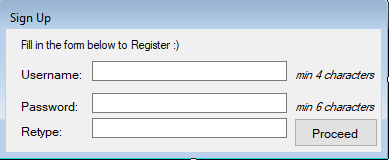 Sign Up
Fill in the form below to Register :)
Username: min 4 characters
Password: min 6 characters
Retype: Proceed